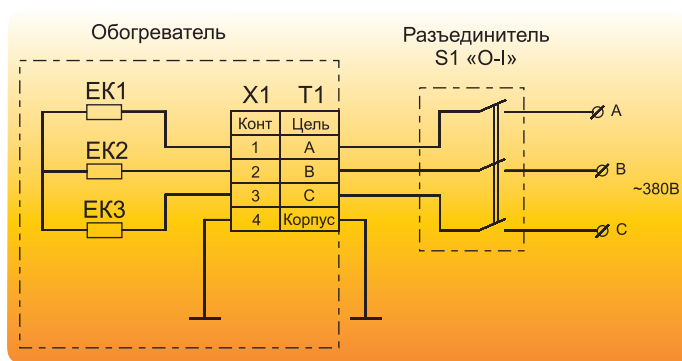 Обогреватель
Разъединитель
S1 «O-I»
ЕК1
ЕК2
ЕК3
X1 T1
Конт Цель
1 А
2 В
3 С
4 Корпус
А
В
~380В
С